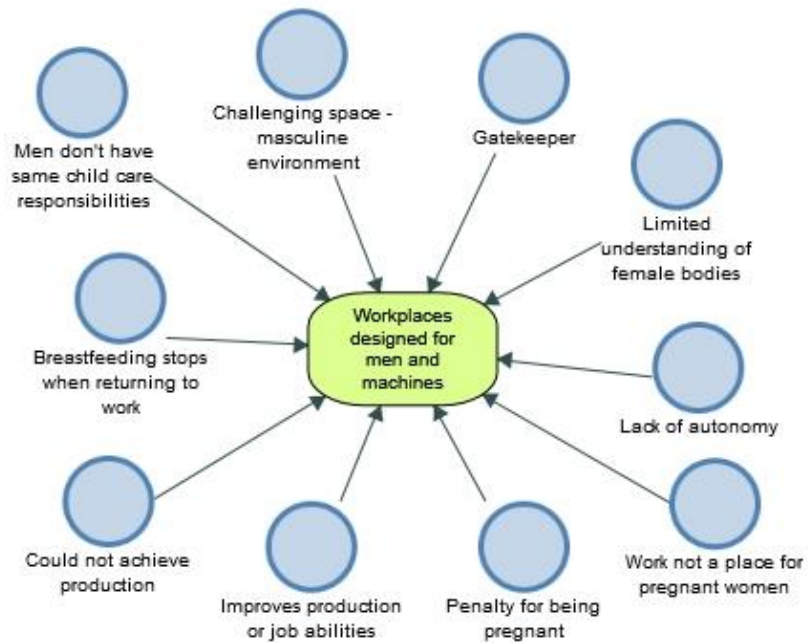 Challenging space -
masculine
environment
Gatekeeper
Men don't have
same child care
responsibilities
Limited
understanding of
female bodies
Workplaces
designed for
men and
machines
Breastfeeding stops
when returning to
work
Lack of autonomy
Could not achieve
production
Improves production
or job abilities
Penalty for being
pregnant
Work not a place for
pregnant women